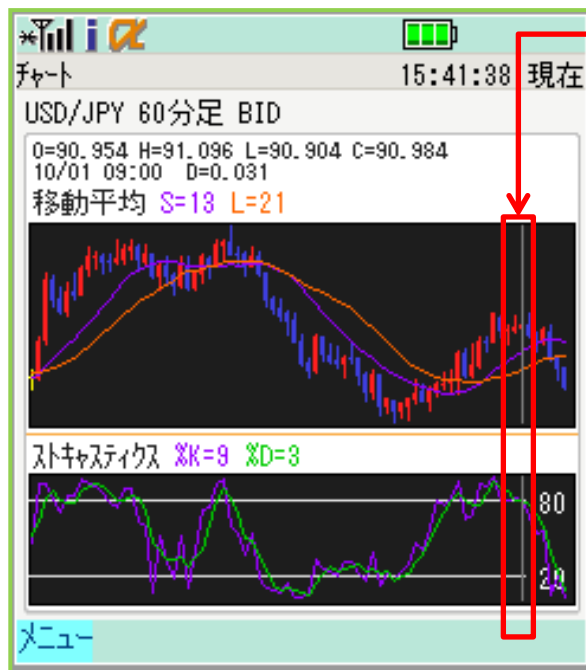 i α
チャート 15:41:38 現在
USD/JPY 60分足 BID
O=90.954 H=91.096 L=90.904 C=90.984
10/01 09:00 D=0.031
移動平均 S=13 L=21
ストキャスティクス %K=9 %D=3
80
20
メニュー